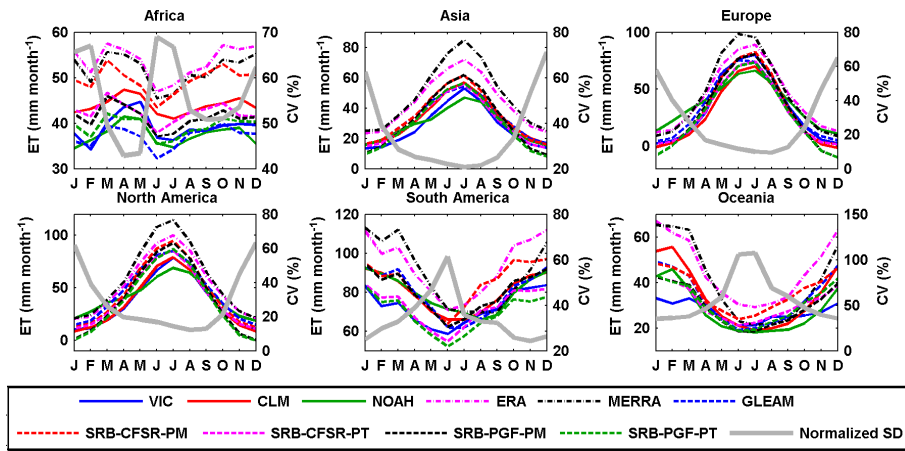 Africa
Asia
Europe
60
50
40
30
ET (mm month⁻¹)
70
60
50
40
CV (%)
J F M A M J J A S O N D
80
60
40
20
0
ET (mm month⁻¹)
80
60
40
20
CV (%)
J F M A M J J A S O N D
100
50
0
ET (mm month⁻¹)
80
60
40
20
0
CV (%)
J F M A M J J A S O N D
North America
South America
Oceania
100
50
0
ET (mm month⁻¹)
80
60
40
20
0
CV (%)
J F M A M J J A S O N D
120
100
80
60
ET (mm month⁻¹)
80
60
40
20
CV (%)
J F M A M J J A S O N D
60
40
20
ET (mm month⁻¹)
150
100
50
0
CV (%)
J F M A M J J A S O N D
VIC CLM NOAH ERA MERRA GLEAM
SRB-CFSR-PM SRB-CFSR-PT SRB-PGF-PM SRB-PGF-PT Normalized SD